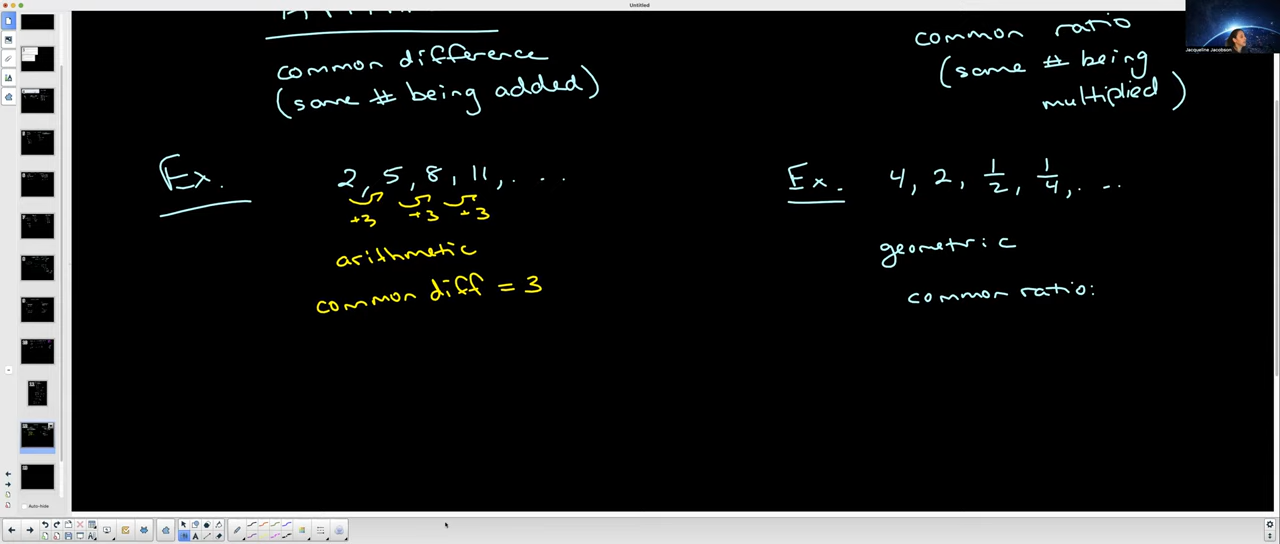 Untitled
common difference
(same # being added)
Ex. 2, 5, 8, 11, . . .
+3 +3 +3
arithmetic
common diff = 3
common ratio
(same # being
multiplied)
Ex. 4, 2, 1/2, 1/4, . . .
geometric
common ratio:
Jacqueline Jacobson
Auto-hide